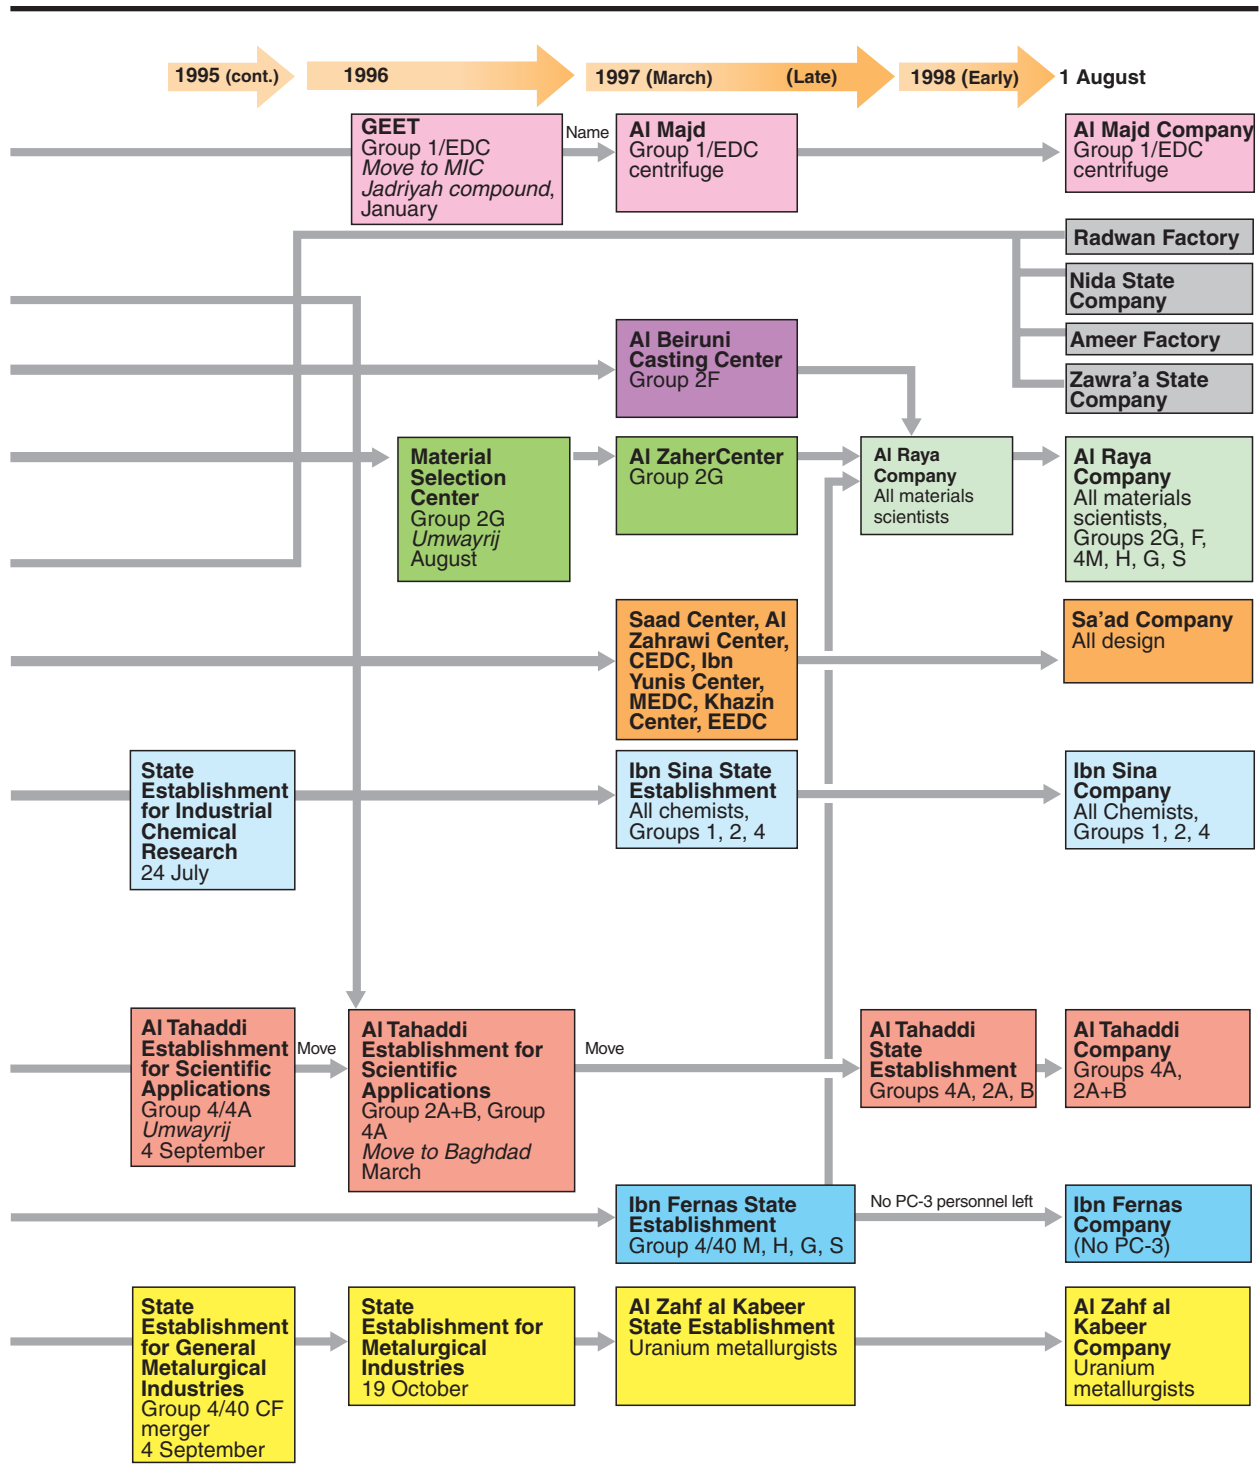 1995 (cont.)
1996
1997 (March)
(Late)
1998 (Early)
1 August
GEET
Group 1/EDC
Move to MIC
Jadriyah compound,
January
Name
Al Majd
Group 1/EDC
centrifuge
Al Majd Company
Group 1/EDC
centrifuge
Radwan Factory
Nida State
Company
Ameer Factory
Zawra'a State
Company
Al Beiruni
Casting Center
Group 2F
Material
Selection
Center
Group 2G
Umwayrij
August
Al ZaherCenter
Group 2G
Al Raya
Company
All materials
scientists
Al Raya
Company
All materials
scientists,
Groups 2G, F,
4M, H, G, S
Saad Center, Al
Zahrawi Center,
CEDC, Ibn
Yunis Center,
MEDC, Khazin
Center, EEDC
Sa'ad Company
All design
State
Establishment
for Industrial
Chemical
Research
24 July
Ibn Sina State
Establishment
All chemists,
Groups 1, 2, 4
Ibn Sina
Company
All Chemists,
Groups 1, 2, 4
Al Tahaddi
Establishment
for Scientific
Applications
Group 4/4A
Umwayrij
4 September
Move
Al Tahaddi
Establishment for
Scientific
Applications
Group 2A+B, Group
4A
Move to Baghdad
March
Move
Al Tahaddi
State
Establishment
Groups 4A, 2A, B
Al Tahaddi
Company
Groups 4A,
2A+B
Ibn Fernas State
Establishment
Group 4/40 M, H, G, S
No PC-3 personnel left
Ibn Fernas
Company
(No PC-3)
State
Establishment
for General
Metalurgical
Industries
Group 4/40 CF
merger
4 September
State
Establishment for
Metalurgical
Industries
19 October
Al Zahf al Kabeer
State Establishment
Uranium metallurgists
Al Zahf al
Kabeer
Company
Uranium
metallurgists